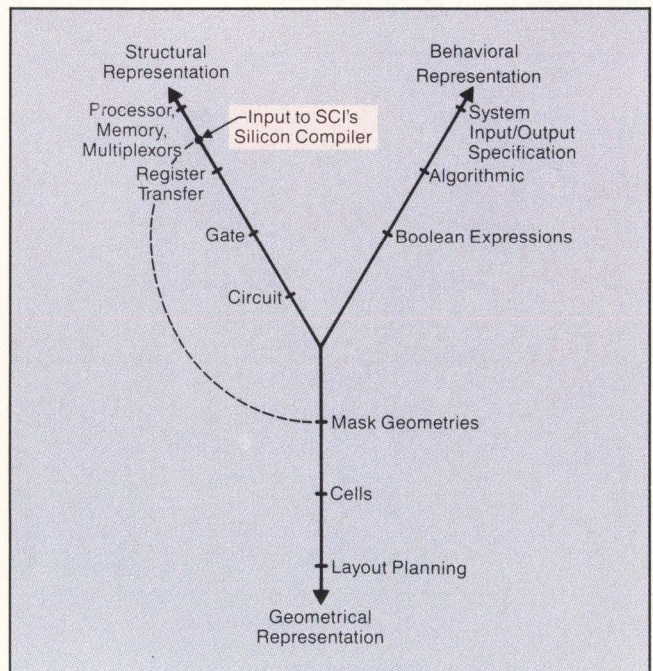 Structural
Representation
Behavioral
Representation
Processor,
Memory,
Multiplexors
Input to SCI's
Silicon Compiler
System
Input/Output
Specification
Register
Transfer
Algorithmic
Gate
Boolean Expressions
Circuit
Mask Geometries
Cells
Layout Planning
Geometrical
Representation